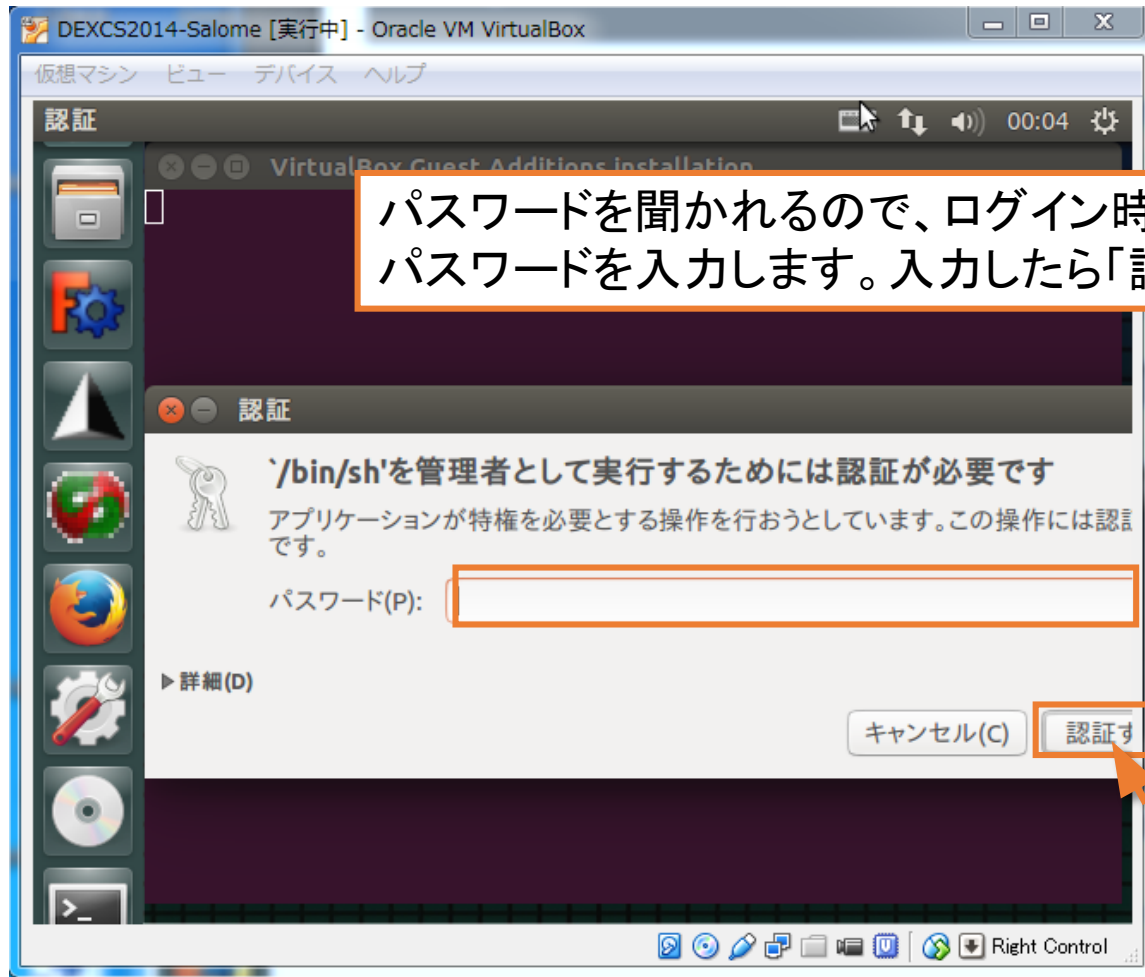 DEXCS2014-Salome [実行中] - Oracle VM VirtualBox
仮想マシン ビュー デバイス ヘルプ
認証 00:04
VirtualBox Guest Additions installation
パスワードを聞かれるので、ログイン時
パスワードを入力します。入力したら「
認証
`/bin/sh'を管理者として実行するためには認証が必要です
アプリケーションが特権を必要とする操作を行おうとしています。この操作には認
です。
パスワード(P):
▶詳細(D)
キャンセル(C) 認証す
Right Control